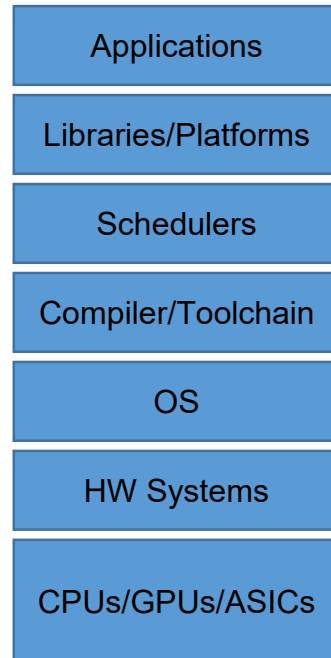 Applications
Libraries/Platforms
Schedulers
Compiler/Toolchain
OS
HW Systems
CPUs/GPUs/ASICs